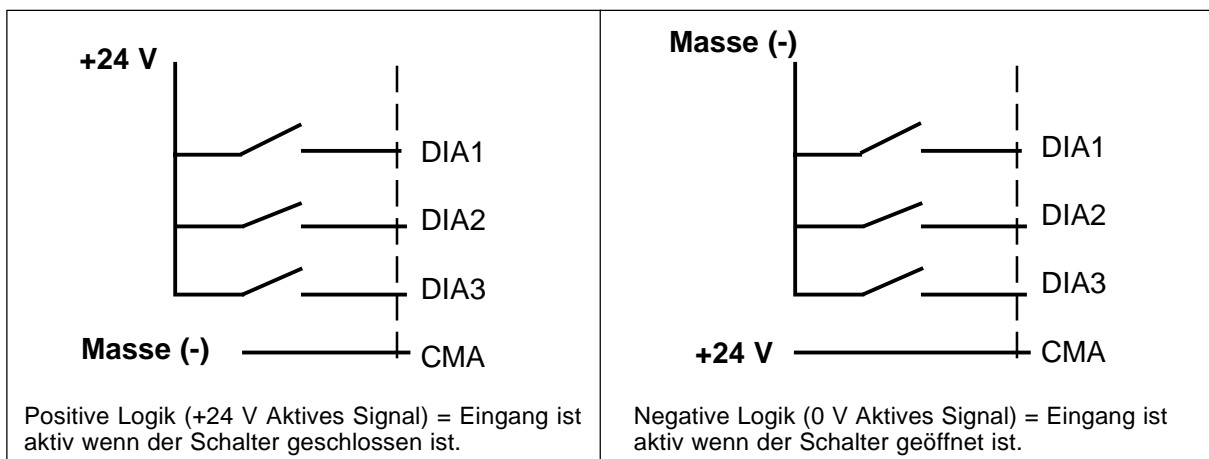 +24 V
DIA1
DIA2
DIA3
Masse (-)
CMA
Positive Logik (+24 V Aktives Signal) = Eingang ist
aktiv wenn der Schalter geschlossen ist.
Masse (-)
DIA1
DIA2
DIA3
+24 V
CMA
Negative Logik (0 V Aktives Signal) = Eingang ist
aktiv wenn der Schalter geöffnet ist.